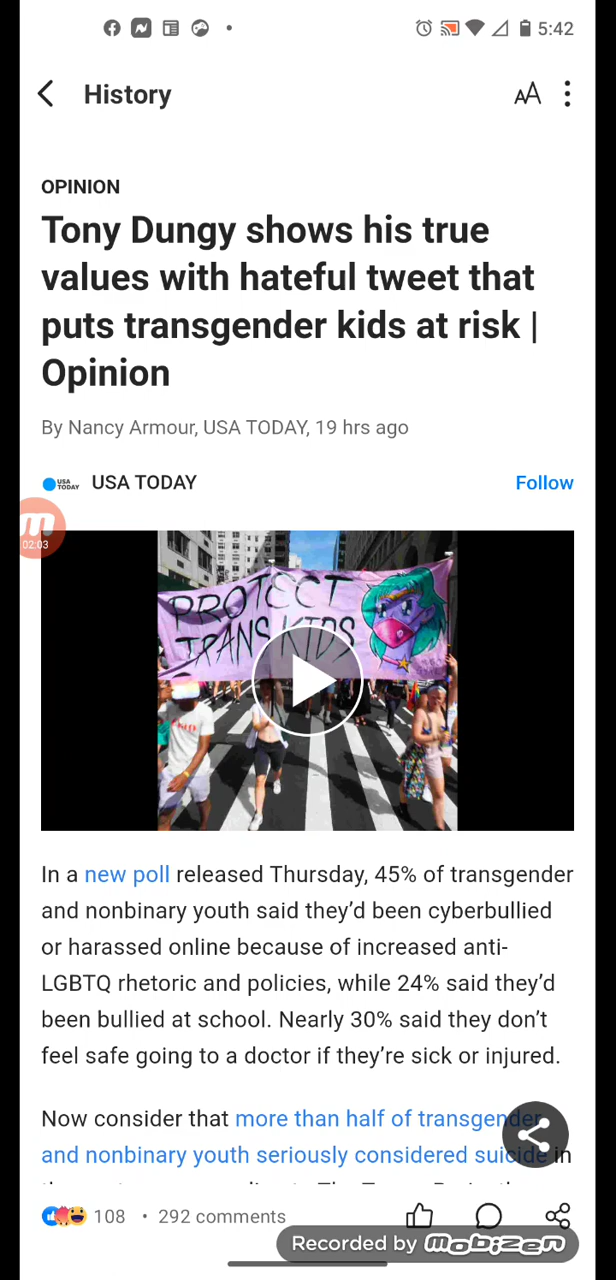 5:42
History
AA
OPINION
Tony Dungy shows his true
values with hateful tweet that
puts transgender kids at risk |
Opinion
By Nancy Armour, USA TODAY, 19 hrs ago
USA TODAY
USA TODAY
Follow
02:03
PROTECT
TRANS KIDS
In a new poll released Thursday, 45% of transgender
and nonbinary youth said they’d been cyberbullied
or harassed online because of increased anti-
LGBTQ rhetoric and policies, while 24% said they’d
been bullied at school. Nearly 30% said they don’t
feel safe going to a doctor if they’re sick or injured.
Now consider that more than half of transgender
and nonbinary youth seriously considered suicide in
108 • 292 comments
Recorded by mobizen